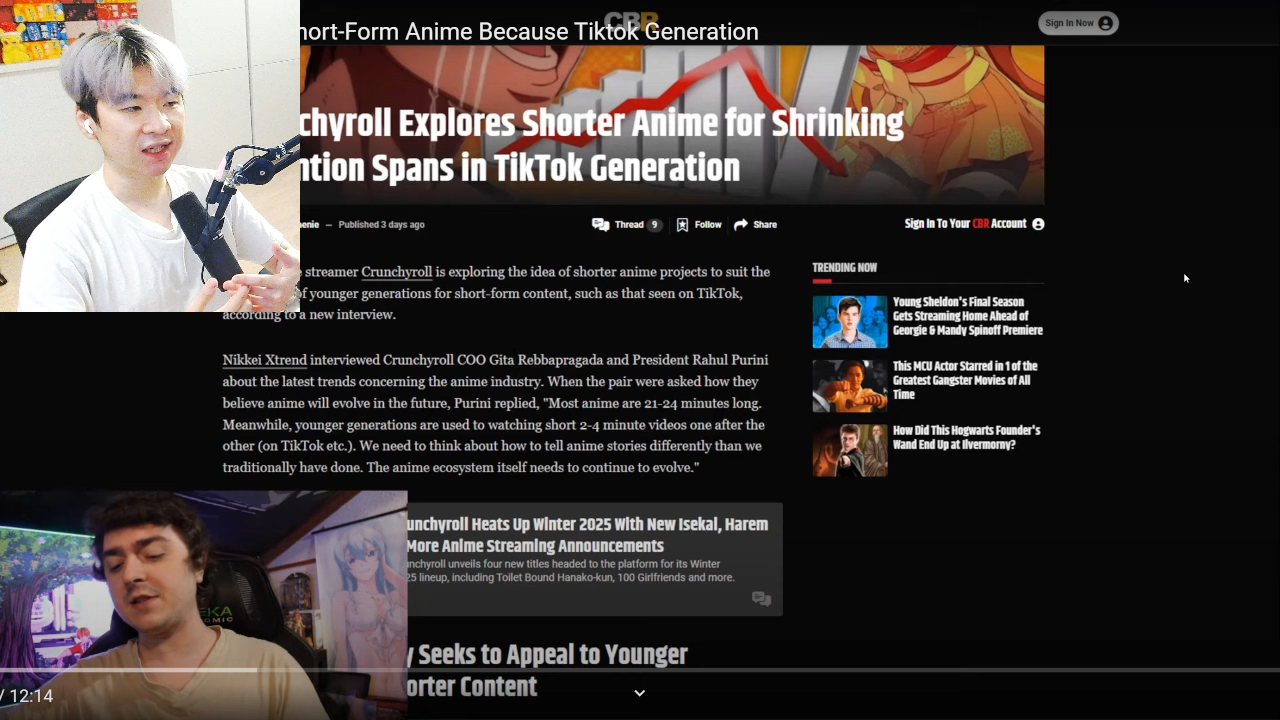 hort-Form Anime Because Tiktok Generation
CBR
Sign In Now
chyroll Explores Shorter Anime for Shrinking
ntion Spans in TikTok Generation
enie — Published 3 days ago
Thread 9
Follow
Share
Sign In To Your CBR Account
streamer Crunchyroll is exploring the idea of shorter anime projects to suit the
of younger generations for short-form content, such as that seen on TikTok,
according to a new interview.
Nikkei Xtrend interviewed Crunchyroll COO Gita Rebbapragada and President Rahul Purini
about the latest trends concerning the anime industry. When the pair were asked how they
believe anime will evolve in the future, Purini replied, "Most anime are 21-24 minutes long.
Meanwhile, younger generations are used to watching short 2-4 minute videos one after the
other (on TikTok etc.). We need to think about how to tell anime stories differently than we
traditionally have done. The anime ecosystem itself needs to continue to evolve."
TRENDING NOW
Young Sheldon's Final Season
Gets Streaming Home Ahead of
Georgie & Mandy Spinoff Premiere
This MCU Actor Starred in 1 of the
Greatest Gangster Movies of All
Time
How Did This Hogwarts Founder's
Wand End Up at Ilvermorny?
unchyroll Heats Up Winter 2025 With New Isekai, Harem
More Anime Streaming Announcements
nchyroll unveils four new titles headed to the platform for its Winter
25 lineup, including Toilet Bound Hanako-kun, 100 Girlfriends and more.
y Seeks to Appeal to Younger
orter Content
/ 12:14